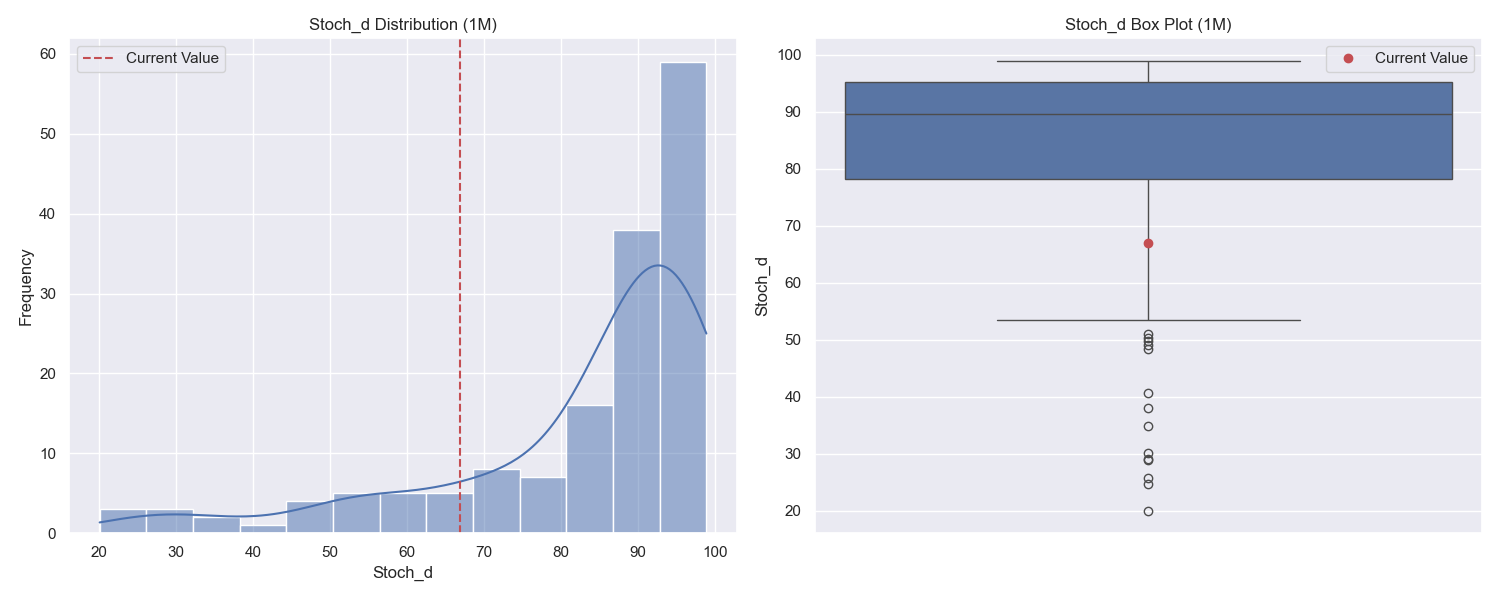 Stoch_d Distribution (1M)
Current Value
Frequency
60
50
40
30
20
10
0
20 30 40 50 60 70 80 90 100
Stoch_d
Stoch_d Box Plot (1M)
Current Value
Stoch_d
100
90
80
70
60
50
40
30
20